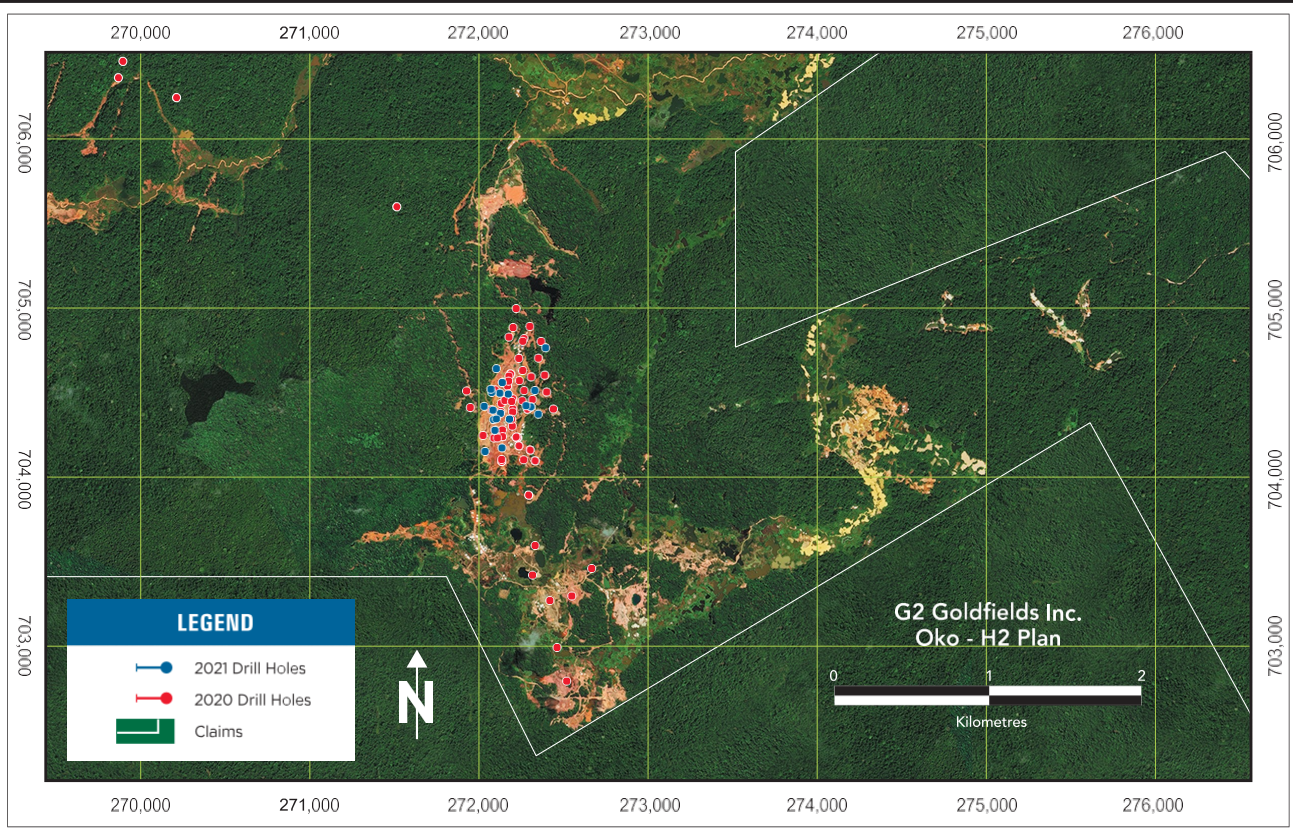 270,000 271,000 272,000 273,000 274,000 275,000 276,000
706,000
705,000
704,000
703,000
706,000
705,000
704,000
703,000
LEGEND
2021 Drill Holes
2020 Drill Holes
Claims
N
G2 Goldfields Inc.
Oko - H2 Plan
0 1 2
Kilometres
270,000 271,000 272,000 273,000 274,000 275,000 276,000